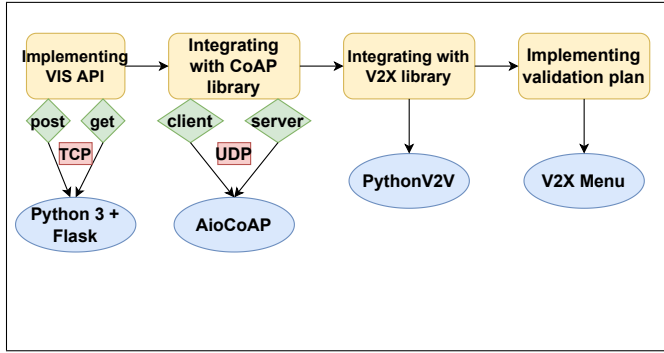 Implementing
VIS API
Integrating
with CoAP
library
Integrating with
V2X library
Implementing
validation plan
post
get
client
server
TCP
UDP
Python 3 +
Flask
AioCoAP
PythonV2V
V2X Menu